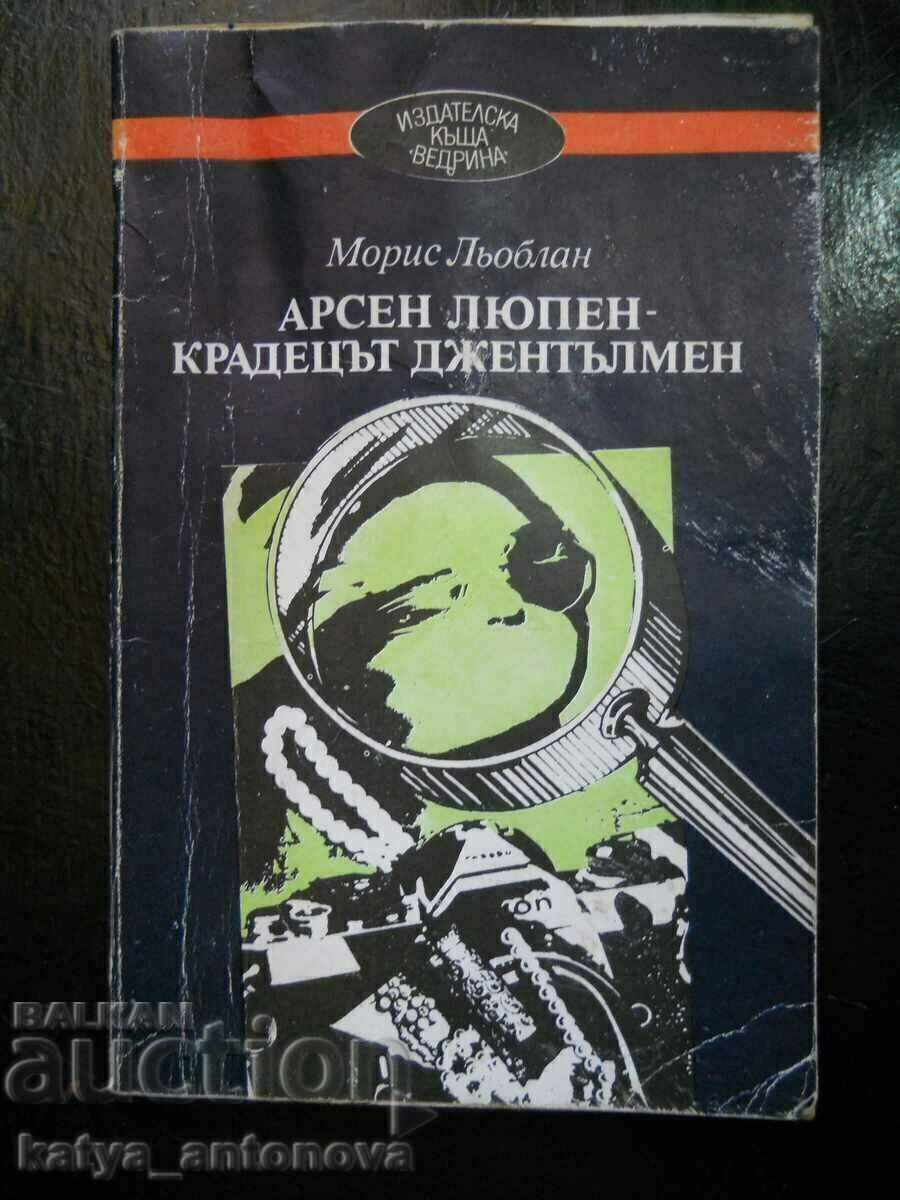 ИЗДАТЕЛСКА
КЪЩА
·ВЕДРИНА·
Морис Льоблан
АРСЕН ЛЮПЕН-
КРАДЕЦЪТ ДЖЕНТЪЛМЕН
BALKAN
auction
katya_antonova